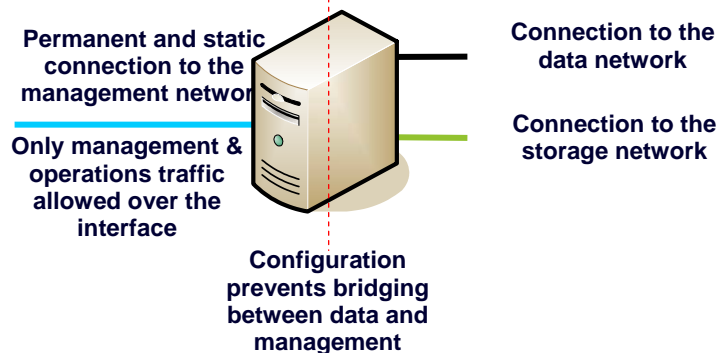 Permanent and static
connection to the
management network
Only management &
operations traffic
allowed over the
interface
Connection to the
data network
Connection to the
storage network
Configuration
prevents bridging
between data and
management